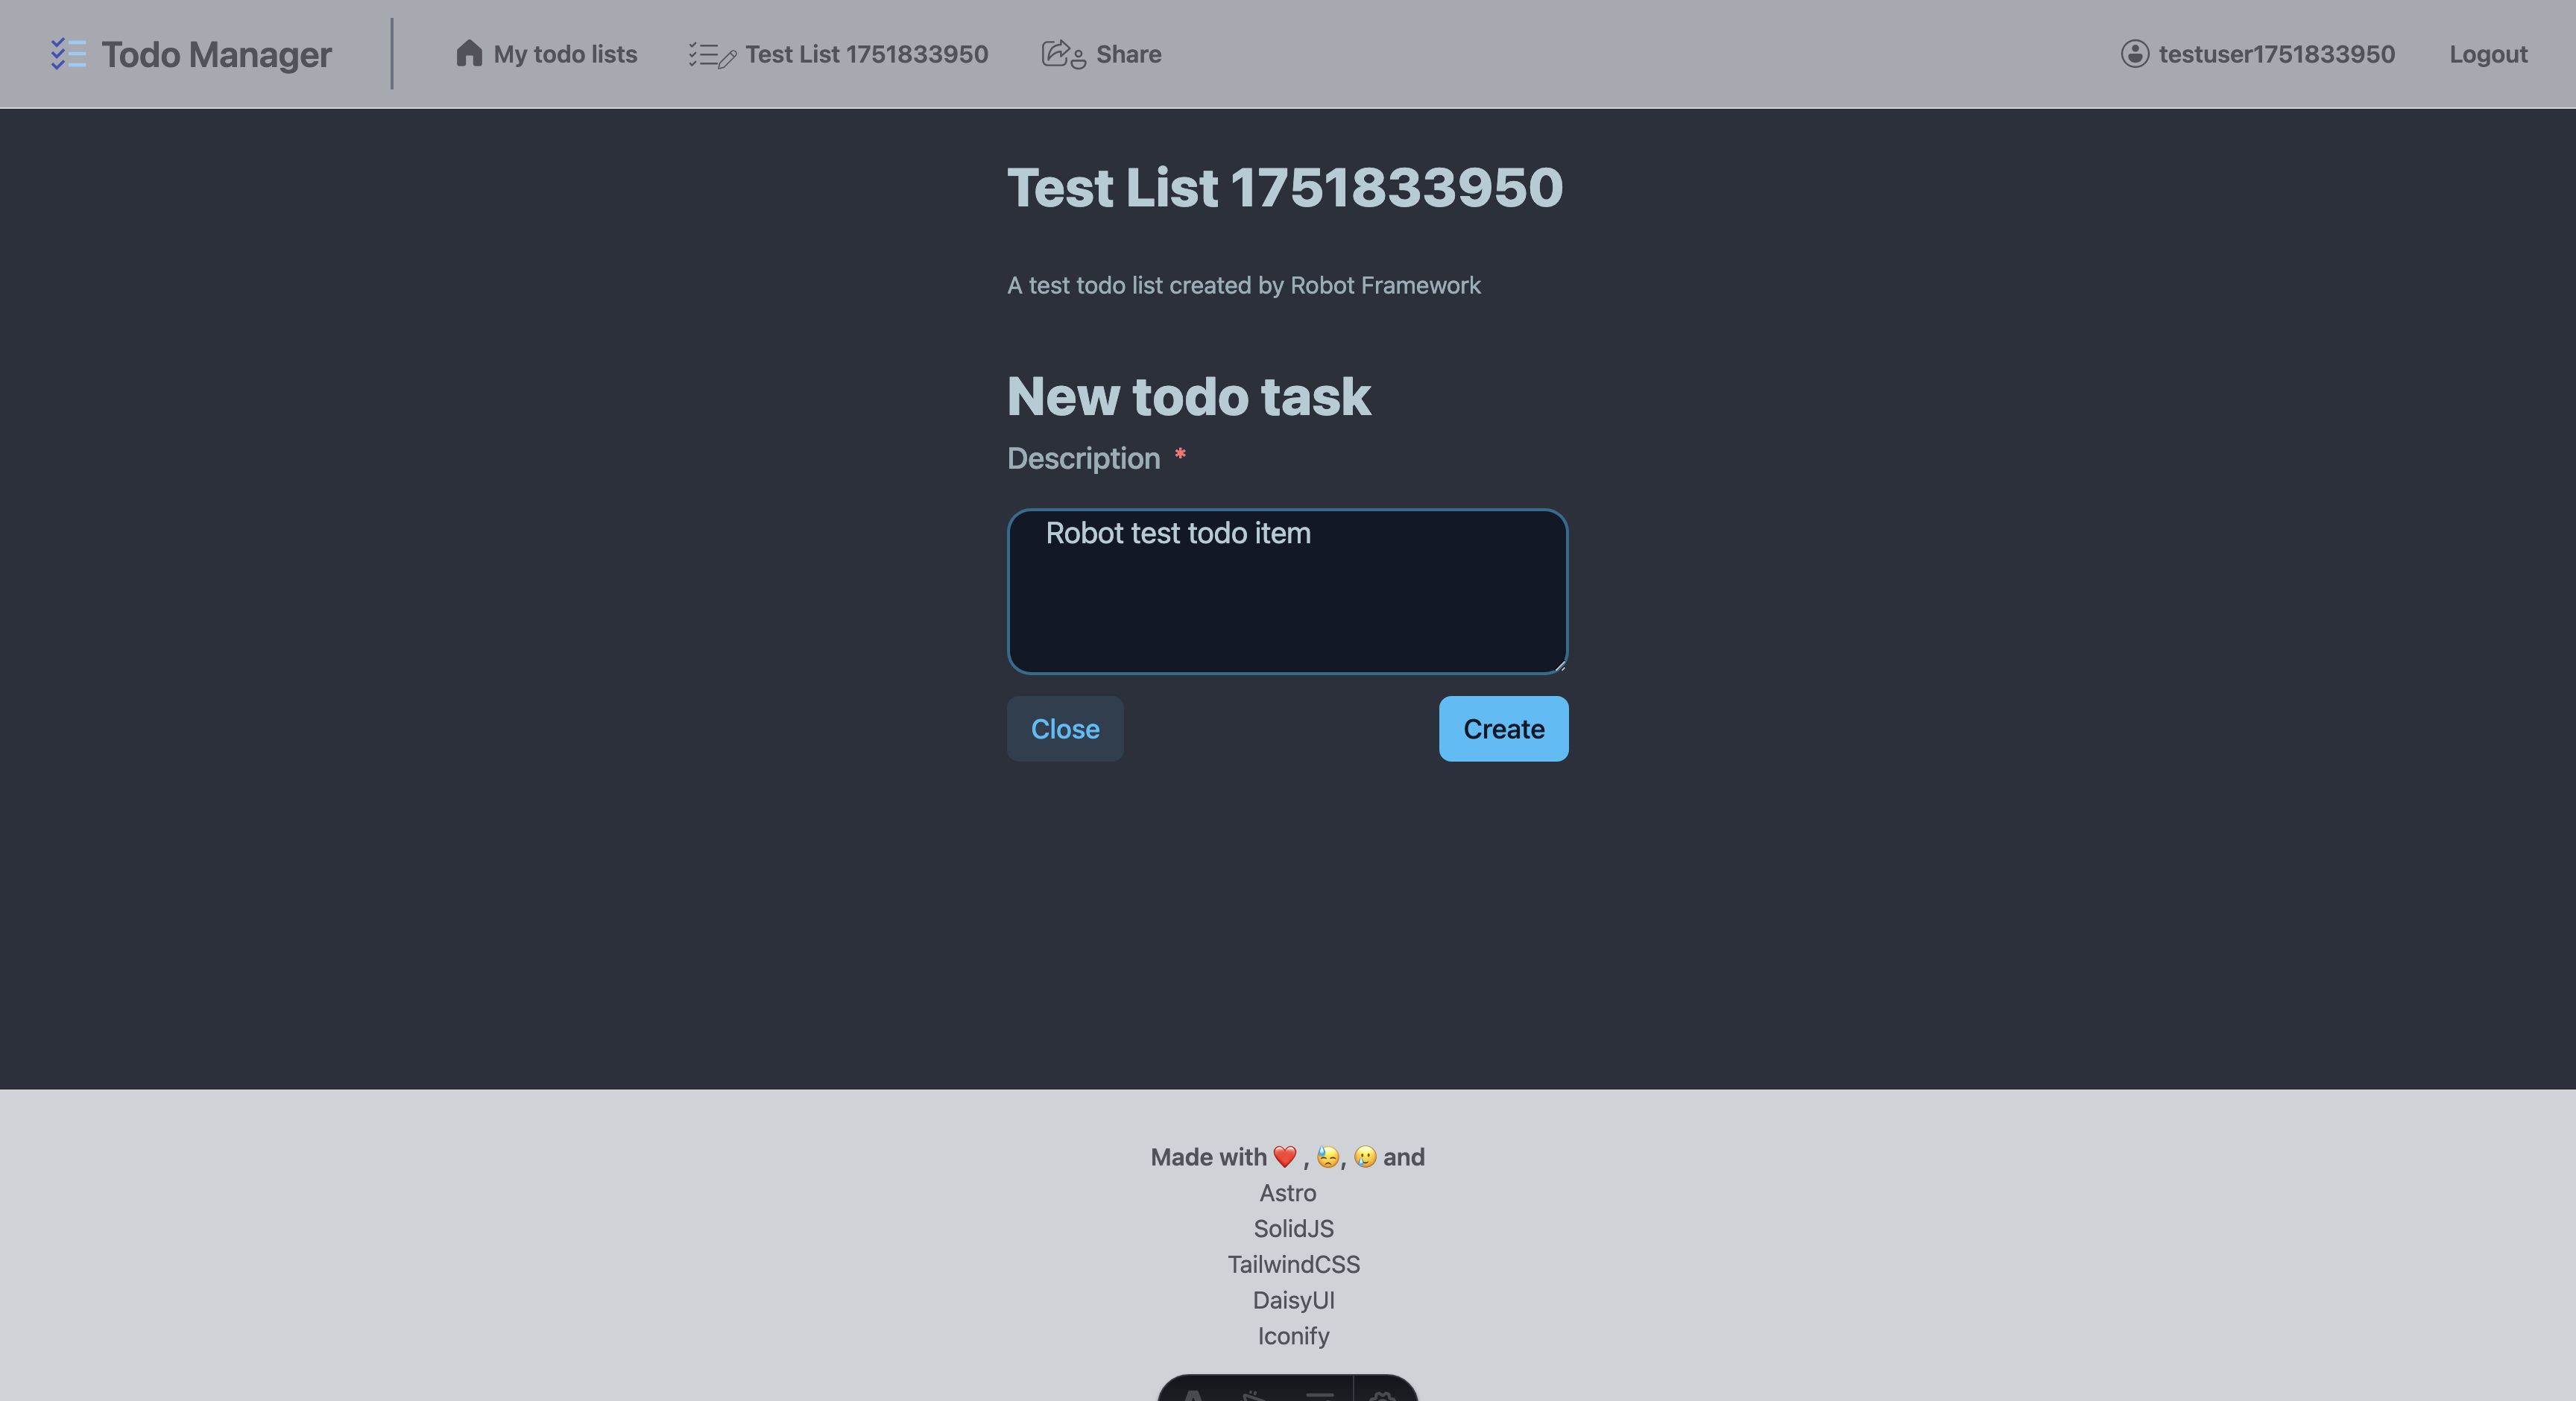 Todo Manager
My todo lists
Test List 1751833950
Share
testuser1751833950
Logout
Test List 1751833950
A test todo list created by Robot Framework
New todo task
Description *
Robot test todo item
Close
Create
Made with ❤️ , 😓, 🥲 and
Astro
SolidJS
TailwindCSS
DaisyUI
Iconify